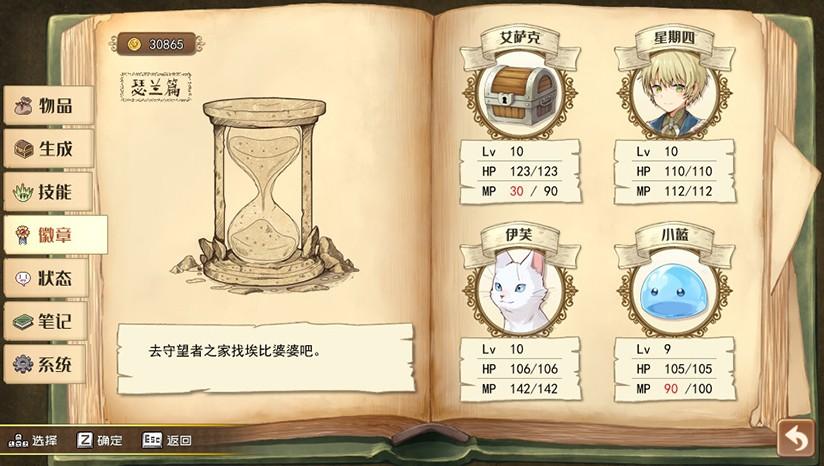 30865
瑟兰篇
物品
生成
技能
徽章
状态
笔记
系统
去守望者之家找埃比婆婆吧。
艾萨克
Lv 10
HP 123/123
MP 30 / 90
星期四
Lv 10
HP 110/110
MP 112/112
伊芙
Lv 10
HP 106/106
MP 142/142
小蓝
Lv 9
HP 105/105
MP 90 /100
选择 Z 确定 Esc 返回